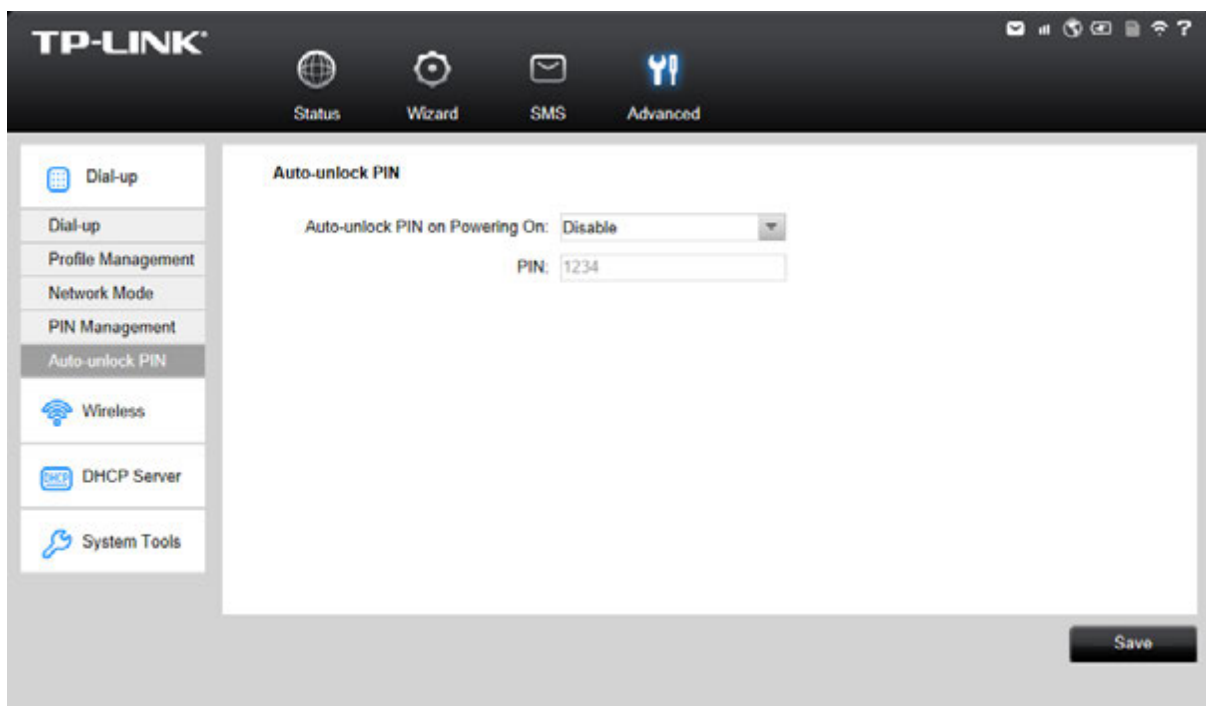 TP-LINK
Status Wizard SMS Advanced
Dial-up
Dial-up
Profile Management
Network Mode
PIN Management
Auto-unlock PIN
Wireless
DHCP
DHCP Server
System Tools
Auto-unlock PIN
Auto-unlock PIN on Powering On: Disable
PIN: 1234
Save